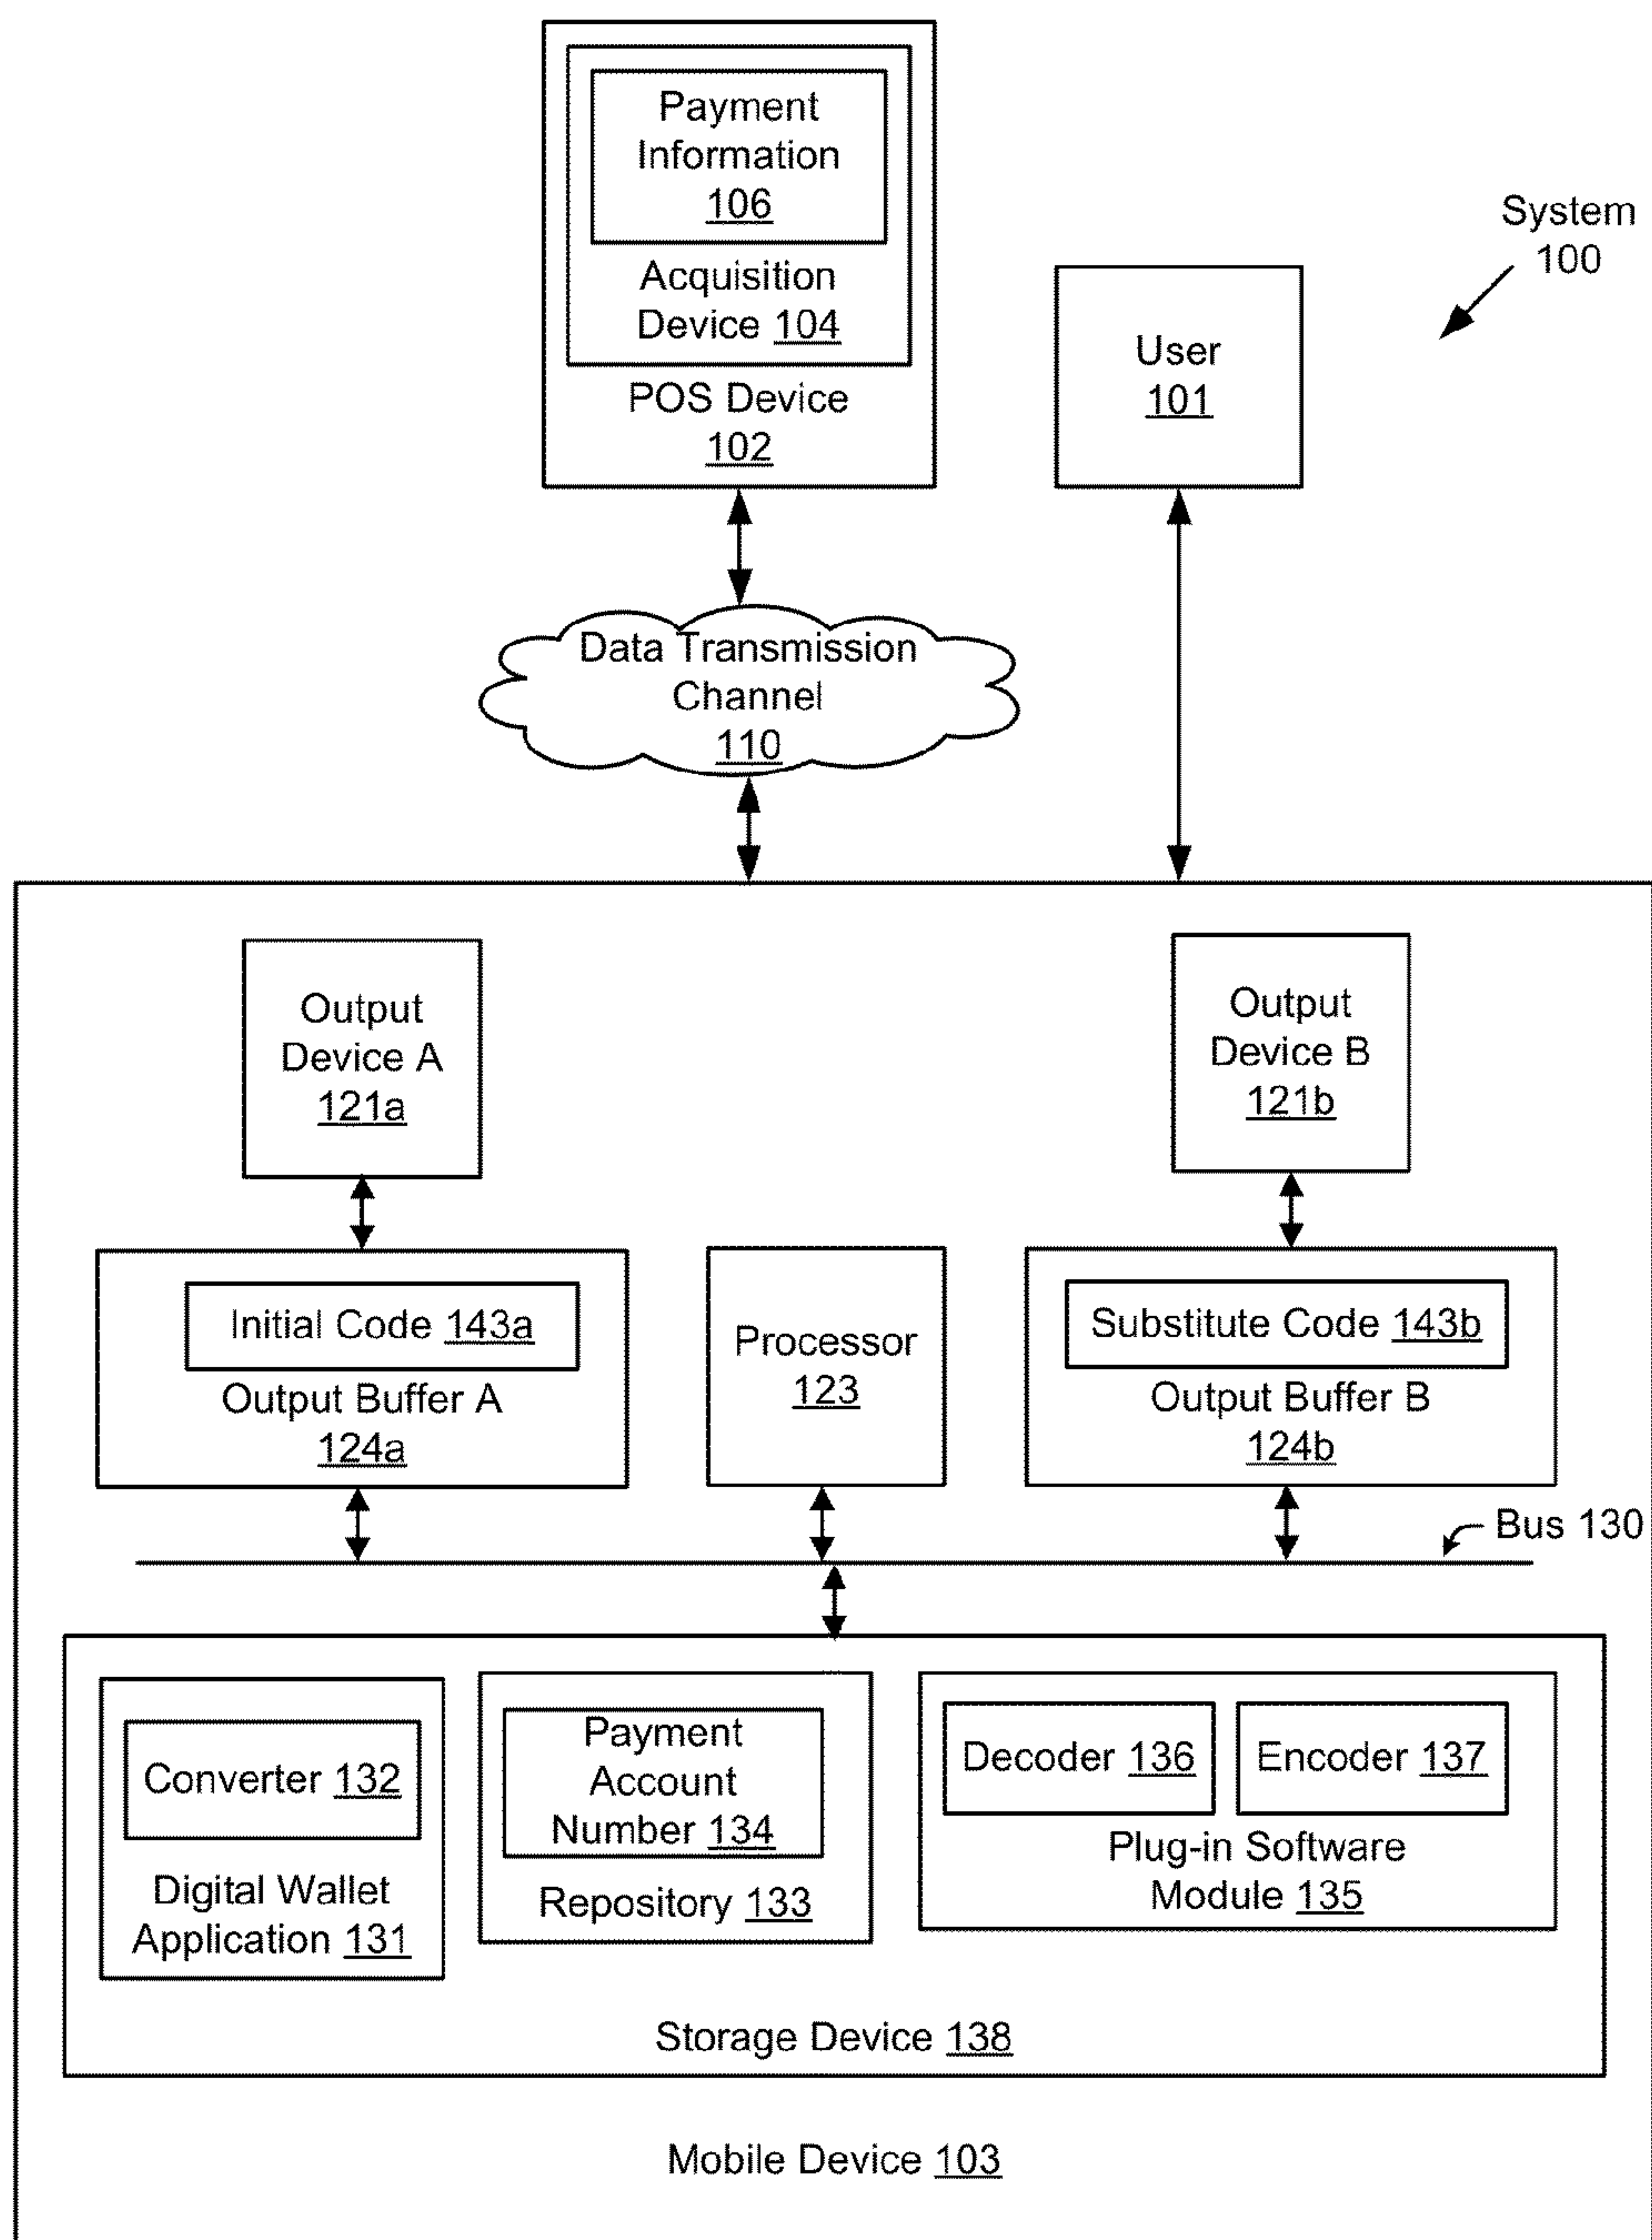 Payment
Information
106
Acquisition
Device 104
POS Device
102
System
100
User
101
Data Transmission
Channel
110
Output
Device A
121a
Output
Device B
121b
Initial Code 143a
Output Buffer A
124a
Processor
123
Substitute Code 143b
Output Buffer B
124b
Bus 130
Converter 132
Digital Wallet
Application 131
Payment
Account
Number 134
Repository 133
Decoder 136
Encoder 137
Plug-in Software
Module 135
Storage Device 138
Mobile Device 103